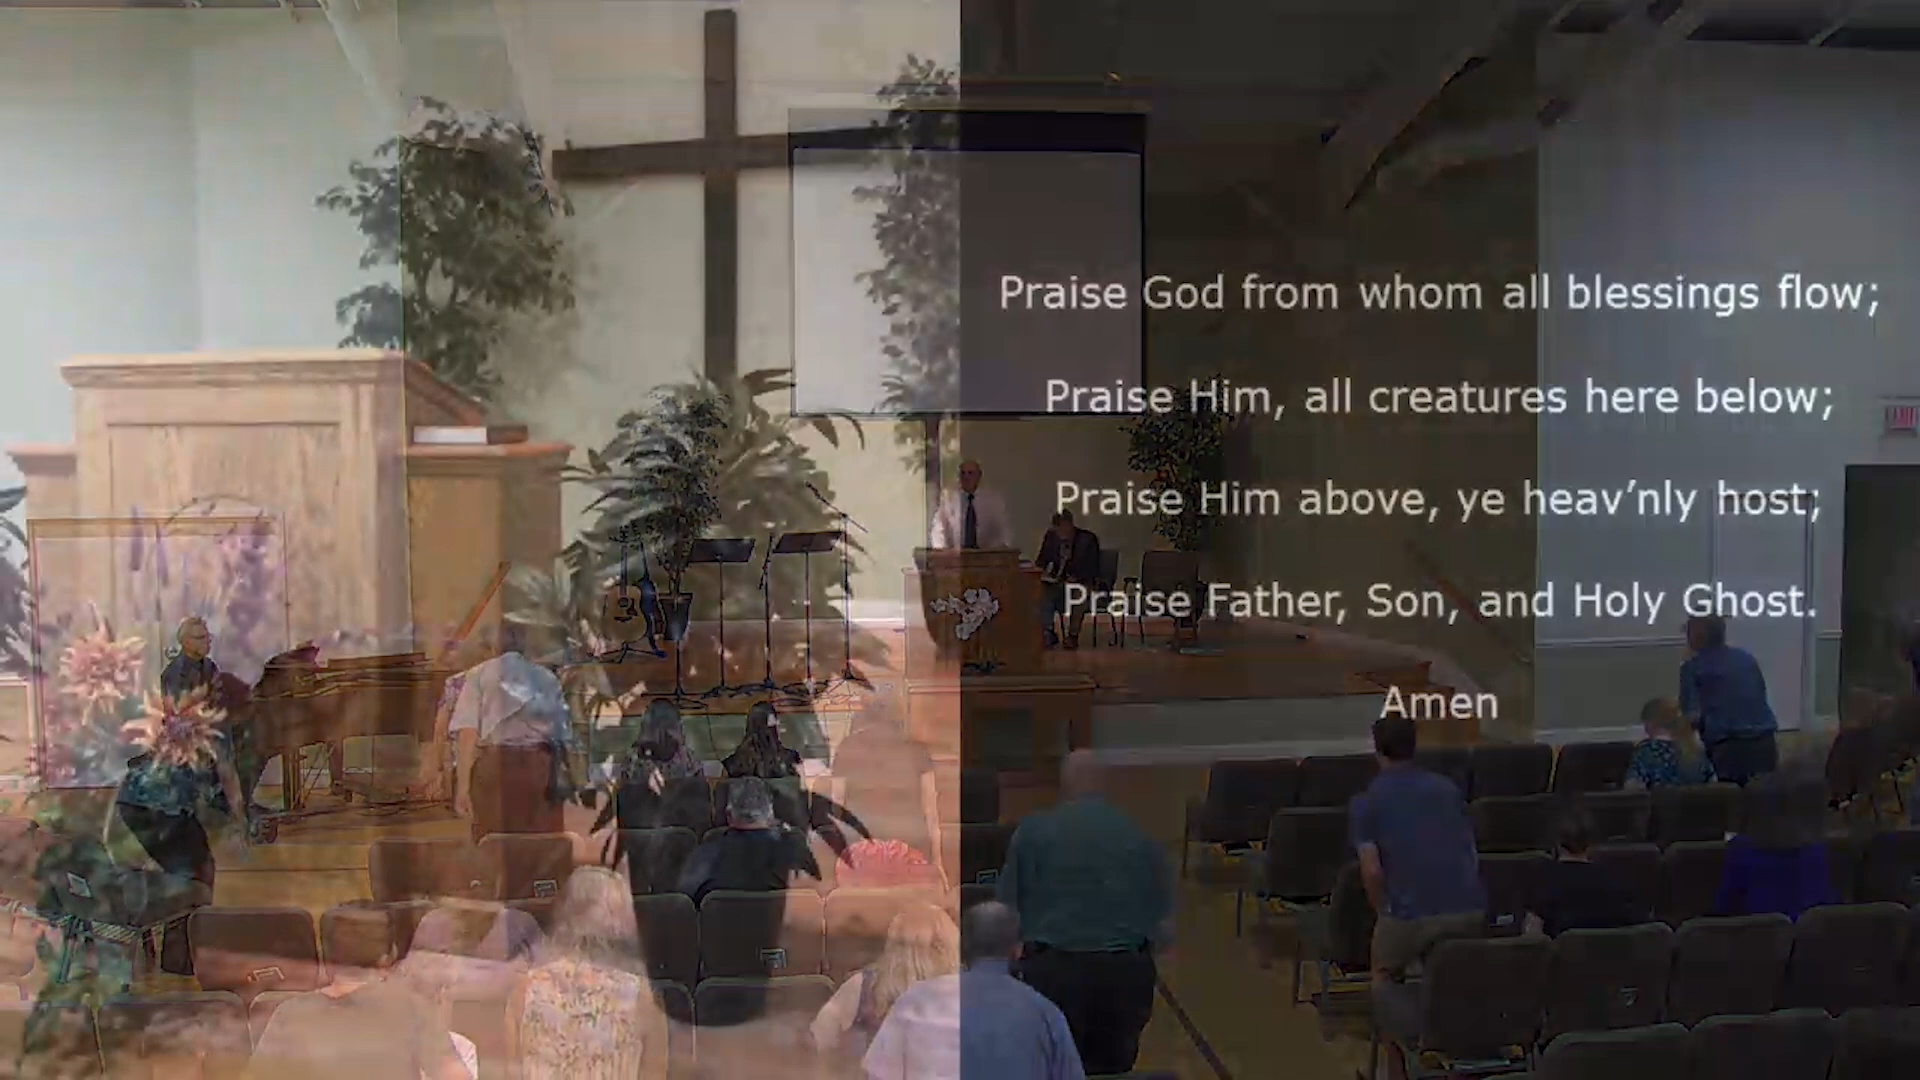 Praise God from whom all blessings flow;
Praise Him, all creatures here below;
Praise Him above, ye heav’nly host;
Praise Father, Son, and Holy Ghost.
Amen